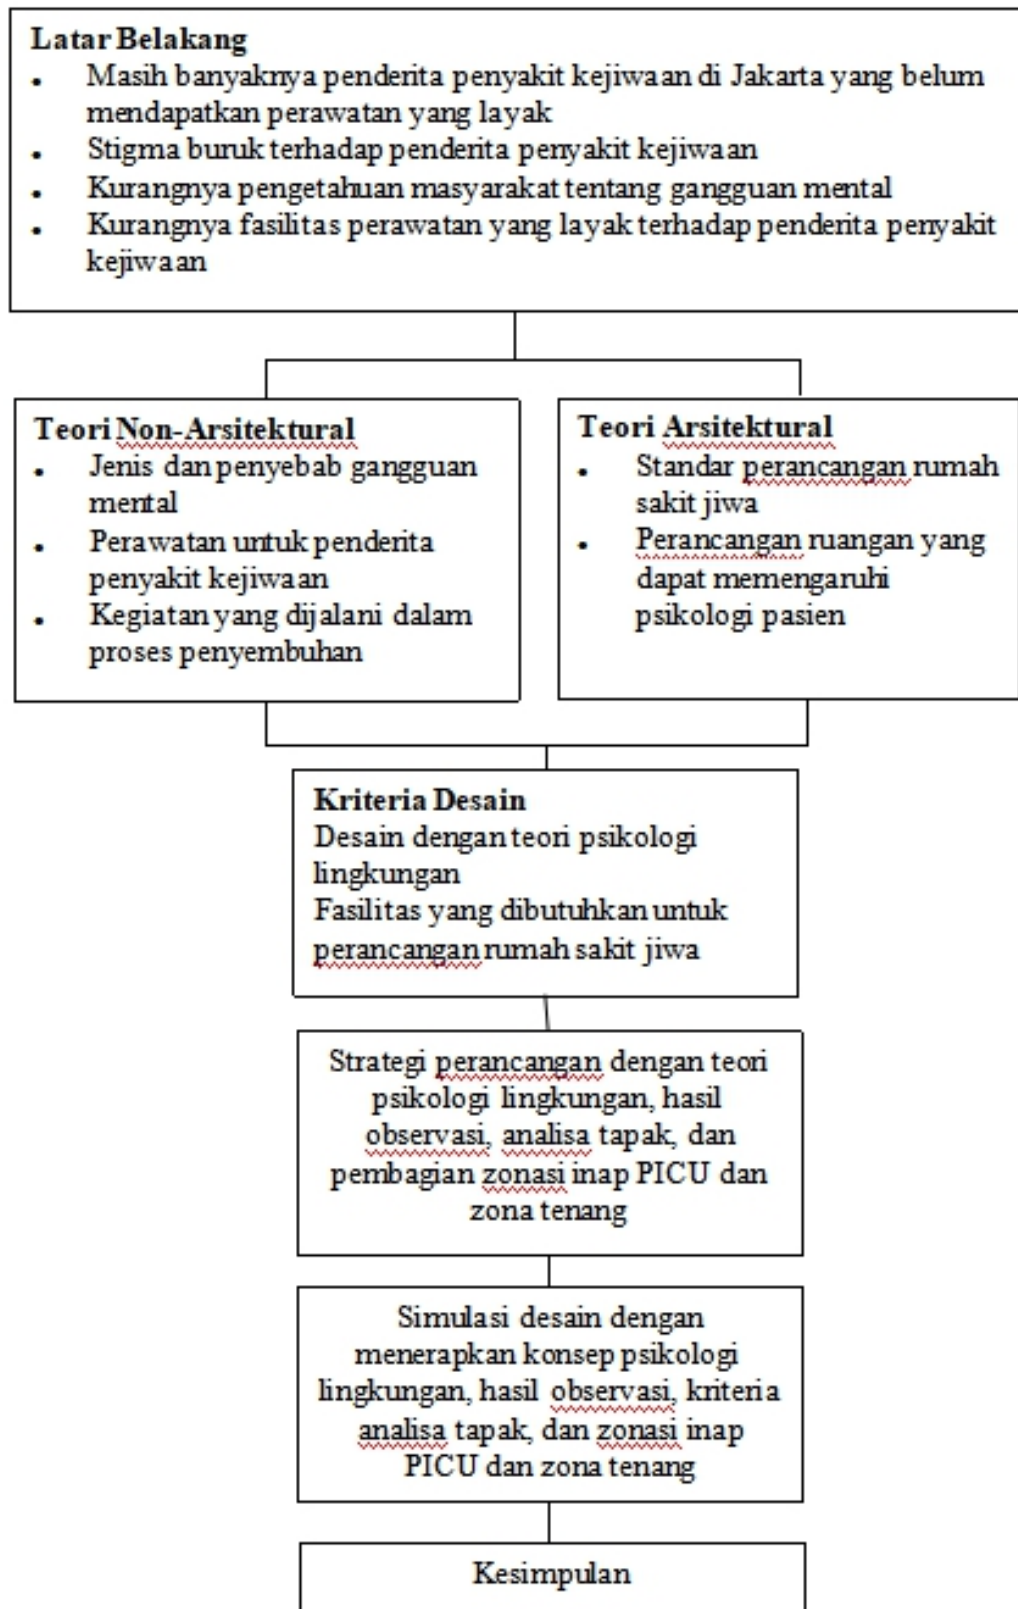 Latar Belakang
• Masih banyaknya penderita penyakit kejiwaan di Jakarta yang belum
mendapatkan perawatan yang layak
• Stigma buruk terhadap penderita penyakit kejiwaan
• Kurangnya pengetahuan masyarakat tentang gangguan mental
• Kurangnya fasilitas perawatan yang layak terhadap penderita penyakit
kejiwaan
Teori Non-Arsitektural
• Jenis dan penyebab gangguan
mental
• Perawatan untuk penderita
penyakit kejiwaan
• Kegiatan yang dijalani dalam
proses penyembuhan
Teori Arsitektural
• Standar perancangan rumah
sakit jiwa
• Perancangan ruangan yang
dapat memengaruhi
psikologi pasien
Kriteria Desain
Desain dengan teori psikologi
lingkungan
Fasilitas yang dibutuhkan untuk
perancangan rumah sakit jiwa
Strategi perancangan dengan teori
psikologi lingkungan, hasil
observasi, analisa tapak, dan
pembagian zonasi inap PICU dan
zona tenang
Simulasi desain dengan
menerapkan konsep psikologi
lingkungan, hasil observasi, kriteria
analisa tapak, dan zonasi inap
PICU dan zona tenang
Kesimpulan